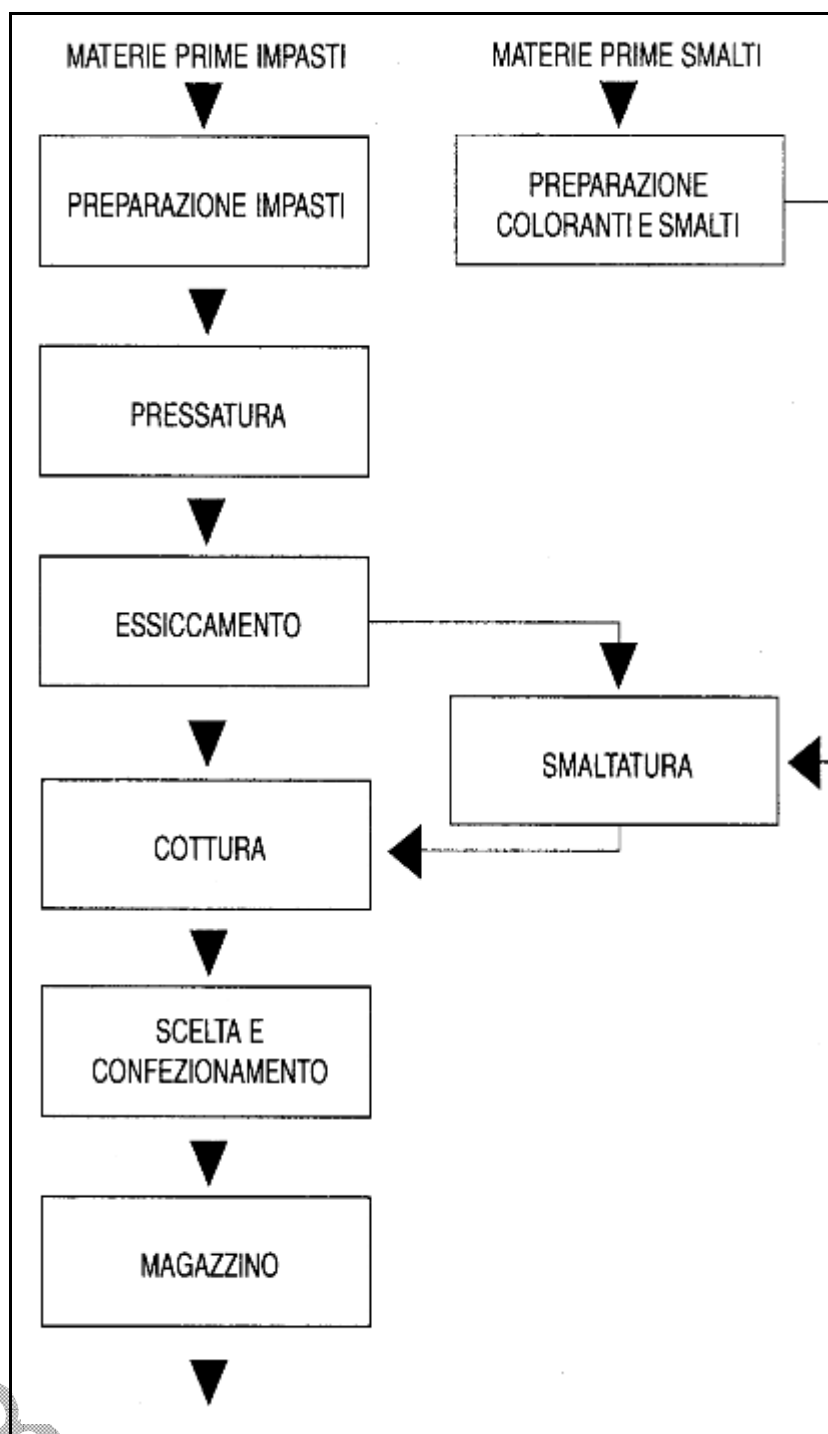 MATERIE PRIME IMPASTI
MATERIE PRIME SMALTI
PREPARAZIONE IMPASTI
PREPARAZIONE
COLORANTI E SMALTI
PRESSATURA
ESSICCAMENTO
SMALTATURA
COTTURA
SCELTA E
CONFEZIONAMENTO
MAGAZZINO